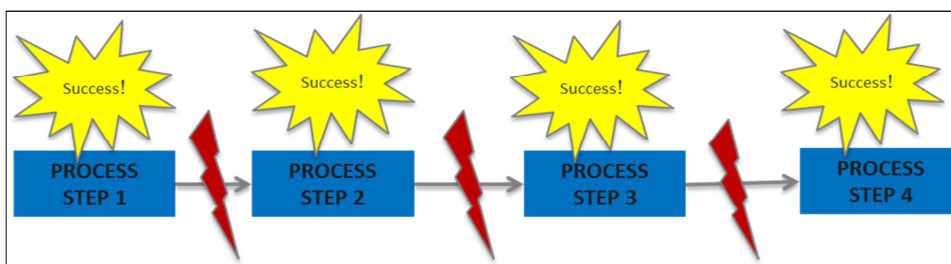 Success!
Success!
Success!
Success!
PROCESS
STEP 1
PROCESS
STEP 2
PROCESS
STEP 3
PROCESS
STEP 4